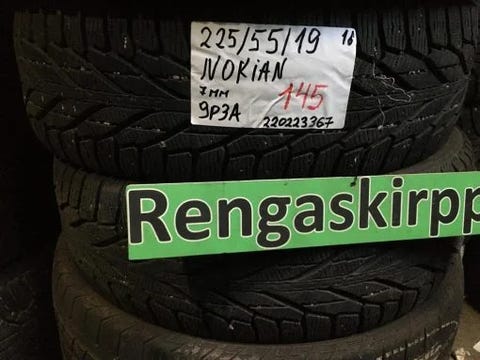 225/55/19 16
NOKiAN
7MM 145
9P3A 220223367
Rengaskirpp